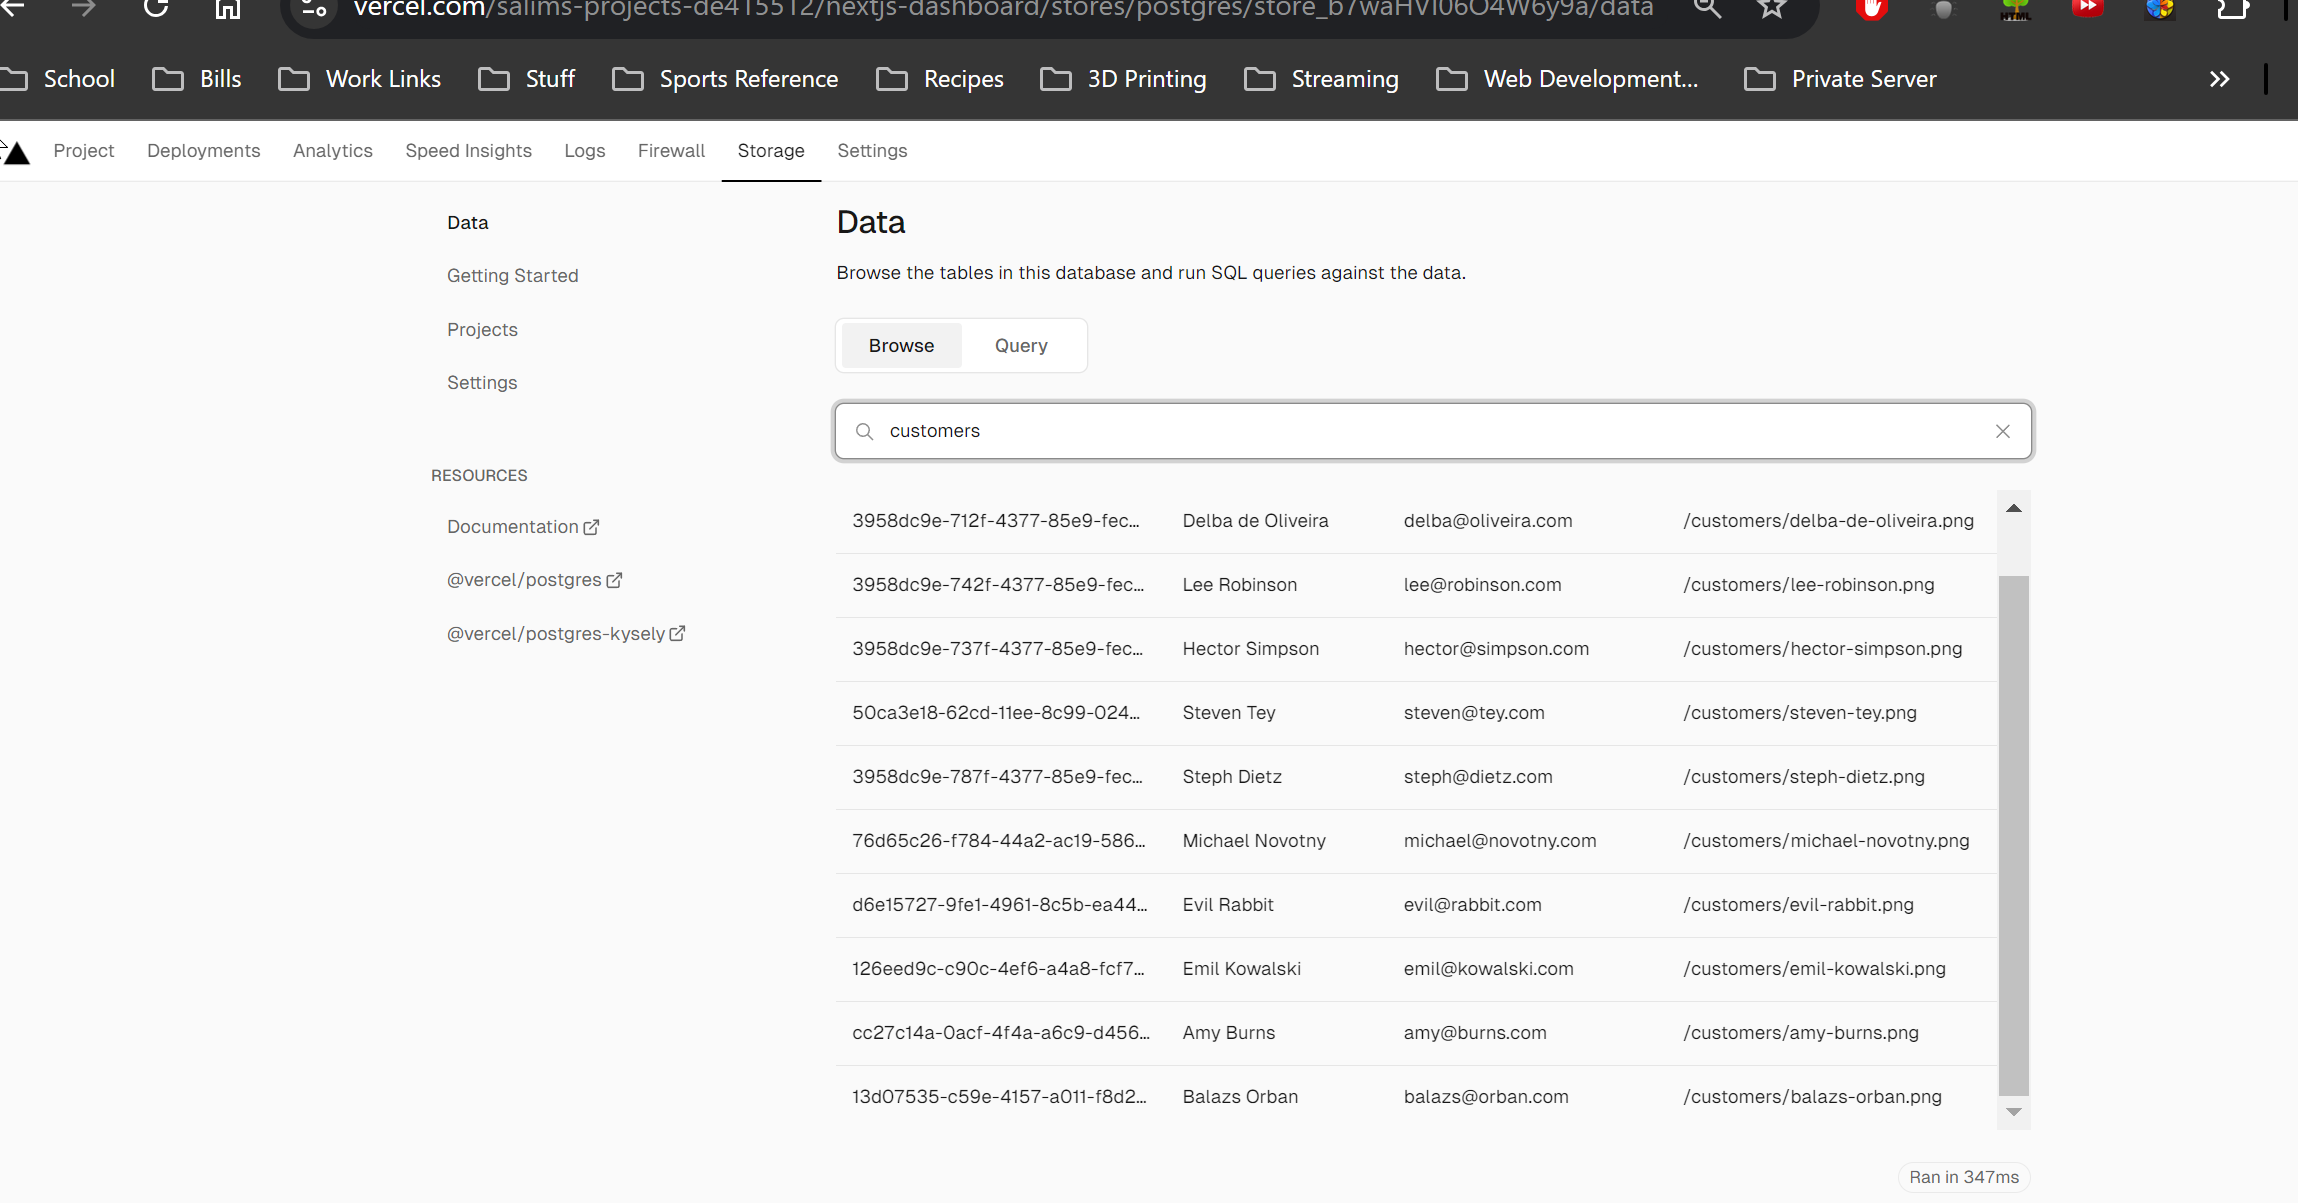 vercel.com/salims-projects-de415512/nextjs-dashboard/stores/postgres/store_b7waHVI06O4W6y9a/data
School Bills Work Links Stuff Sports Reference Recipes 3D Printing Streaming Web Development... Private Server
Project Deployments Analytics Speed Insights Logs Firewall Storage Settings
Data
Getting Started
Projects
Settings
RESOURCES
Documentation
@vercel/postgres
@vercel/postgres-kysely
Data
Browse the tables in this database and run SQL queries against the data.
Browse Query
customers
3958dc9e-712f-4377-85e9-fec... Delba de Oliveira delba@oliveira.com /customers/delba-de-oliveira.png
3958dc9e-742f-4377-85e9-fec... Lee Robinson lee@robinson.com /customers/lee-robinson.png
3958dc9e-737f-4377-85e9-fec... Hector Simpson hector@simpson.com /customers/hector-simpson.png
50ca3e18-62cd-11ee-8c99-024... Steven Tey steven@tey.com /customers/steven-tey.png
3958dc9e-787f-4377-85e9-fec... Steph Dietz steph@dietz.com /customers/steph-dietz.png
76d65c26-f784-44a2-ac19-586... Michael Novotny michael@novotny.com /customers/michael-novotny.png
d6e15727-9fe1-4961-8c5b-ea44... Evil Rabbit evil@rabbit.com /customers/evil-rabbit.png
126eed9c-c90c-4ef6-a4a8-fcf7... Emil Kowalski emil@kowalski.com /customers/emil-kowalski.png
cc27c14a-0acf-4f4a-a6c9-d456... Amy Burns amy@burns.com /customers/amy-burns.png
13d07535-c59e-4157-a011-f8d2... Balazs Orban balazs@orban.com /customers/balazs-orban.png
Ran in 347ms